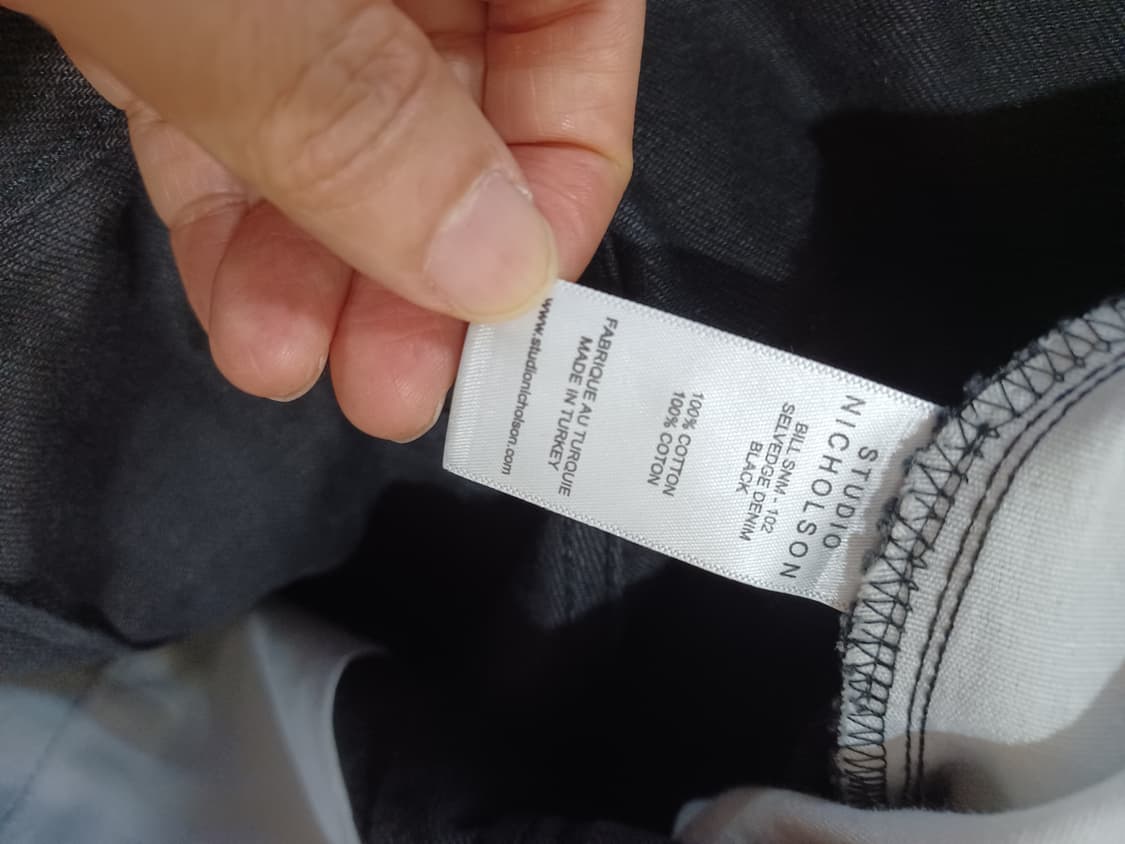 STUDIO
NICHOLSON
BILL SNM - 102
SELVEDGE DENIM
BLACK
100% COTTON
100% COTON
FABRIQUE AU TURQUIE
MADE IN TURKEY
www.studionicholson.com